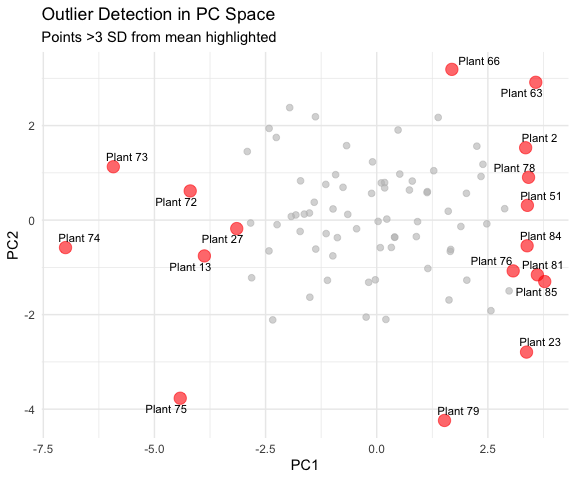 Outlier Detection in PC Space
Points >3 SD from mean highlighted
Plant 66
Plant 63
Plant 2
Plant 73
Plant 78
Plant 72
Plant 51
Plant 74
Plant 27
Plant 84
Plant 13
Plant 76
Plant 81
Plant 85
Plant 23
Plant 75
Plant 79
2
0
-2
-4
PC2
-7.5
-5.0
-2.5
0.0
2.5
PC1